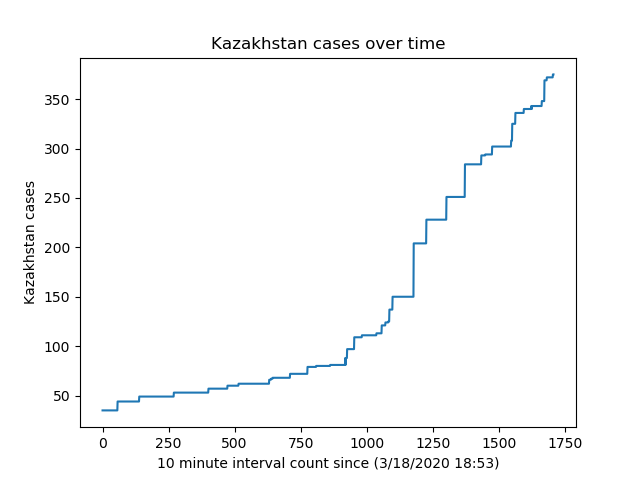 Kazakhstan cases over time
Kazakhstan cases
350
300
250
200
150
100
50
0 250 500 750 1000 1250 1500 1750
10 minute interval count since (3/18/2020 18:53)